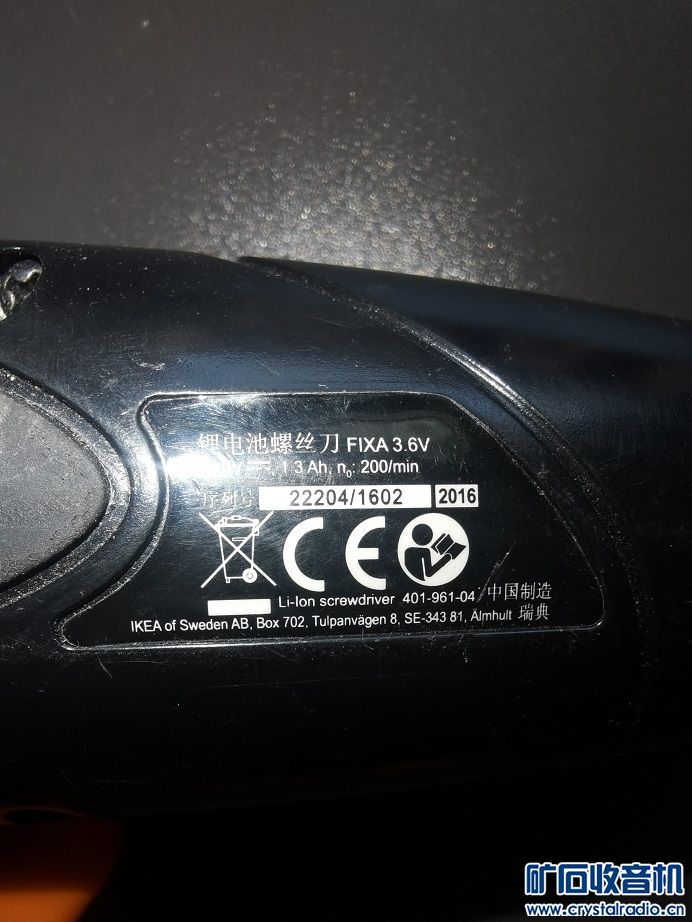 锂电池螺丝刀 FIXA 3.6V
1.3 Ah, n₀: 200/min
序列号 22204/1602 2016
CE
Li-Ion screwdriver 401-961-04 中国制造
IKEA of Sweden AB, Box 702, Tulpanvägen 8, SE-343 81, Älmhult 瑞典
矿石收音机
www.crystalradio.cn